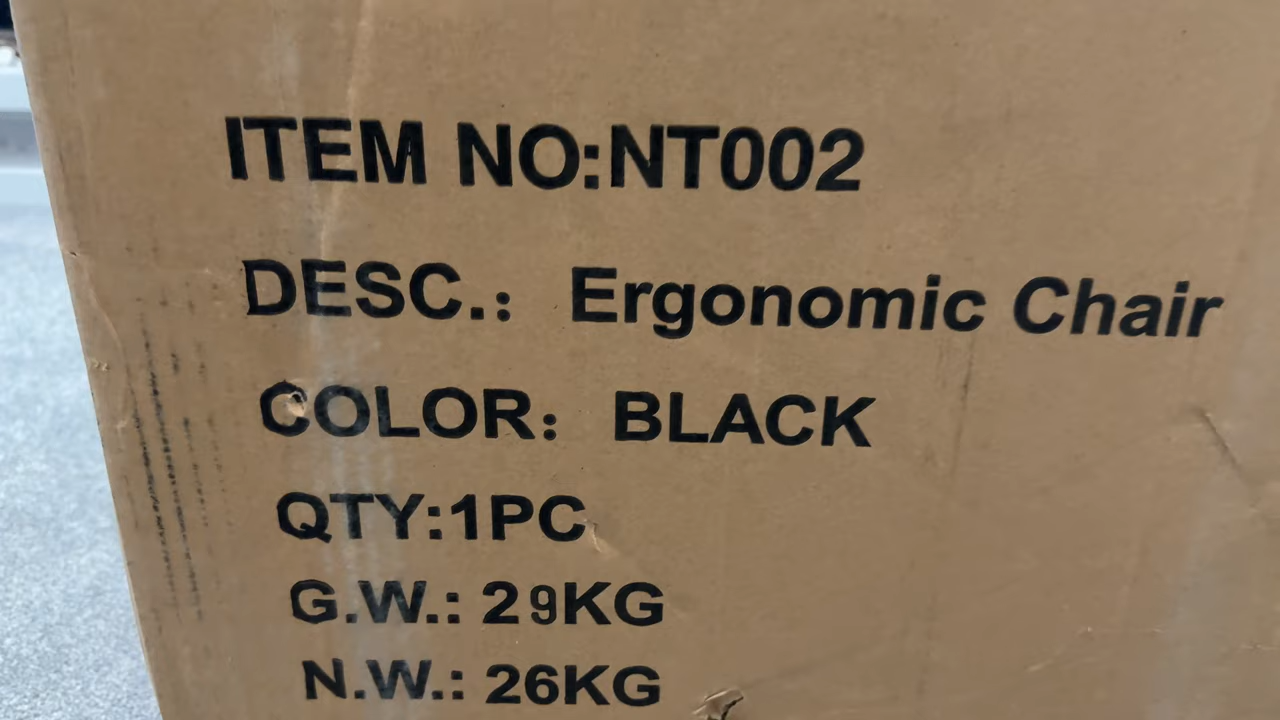 ITEM NO:NT002
DESC.: Ergonomic Chair
COLOR: BLACK
QTY:1PC
G.W.: 29KG
N.W.: 26KG